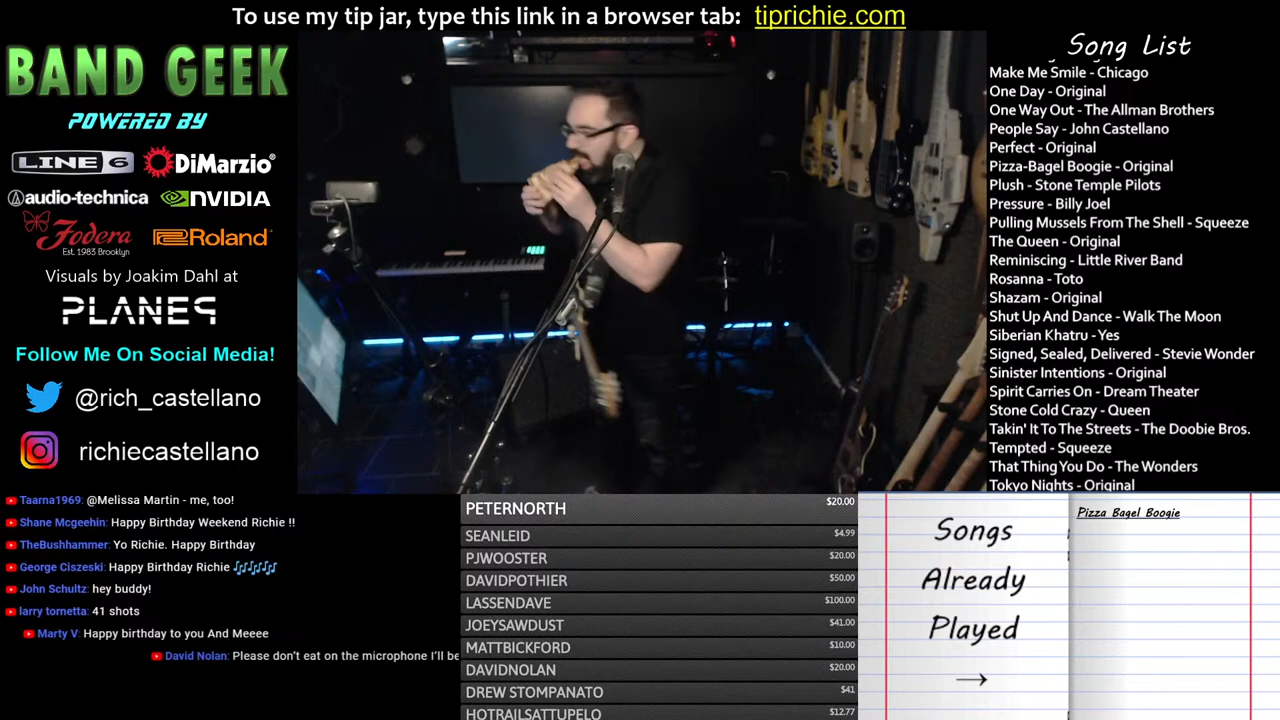 To use my tip jar, type this link in a browser tab: tiprichie.com
BAND GEEK
POWERED BY
LINE 6
DiMarzio®
audio-technica
NVIDIA
Fodera
Est. 1983 Brooklyn
Roland®
Visuals by Joakim Dahl at
PLANE9
Follow Me On Social Media!
@rich_castellano
richiecastellano
Taarna1969: @Melissa Martin - me, too!
Shane Mcgeehin: Happy Birthday Weekend Richie !!
TheBushhammer: Yo Richie. Happy Birthday
George Ciszeski: Happy Birthday Richie 🎶🎶🎶
John Schultz: hey buddy!
larry tornetta: 41 shots
Marty V: Happy birthday to you And Meeee
David Nolan: Please don't eat on the microphone I'll be
PETERNORTH $20.00
SEANLEID $4.99
PJWOOSTER $20.00
DAVIDPOTHIER $50.00
LASSENDAVE $100.00
JOEYSAWDUST $41.00
MATTBICKFORD $10.00
DAVIDNOLAN $20.00
DREW STOMPANATO $41
HOTRAILSATTUPELO $12.77
Song List
Make Me Smile - Chicago
One Day - Original
One Way Out - The Allman Brothers
People Say - John Castellano
Perfect - Original
Pizza-Bagel Boogie - Original
Plush - Stone Temple Pilots
Pressure - Billy Joel
Pulling Mussels From The Shell - Squeeze
The Queen - Original
Reminiscing - Little River Band
Rosanna - Toto
Shazam - Original
Shut Up And Dance - Walk The Moon
Siberian Khatru - Yes
Signed, Sealed, Delivered - Stevie Wonder
Sinister Intentions - Original
Spirit Carries On - Dream Theater
Stone Cold Crazy - Queen
Takin' It To The Streets - The Doobie Bros.
Tempted - Squeeze
That Thing You Do - The Wonders
Tokyo Nights - Original
Songs
Already
Played
→
Pizza Bagel Boogie